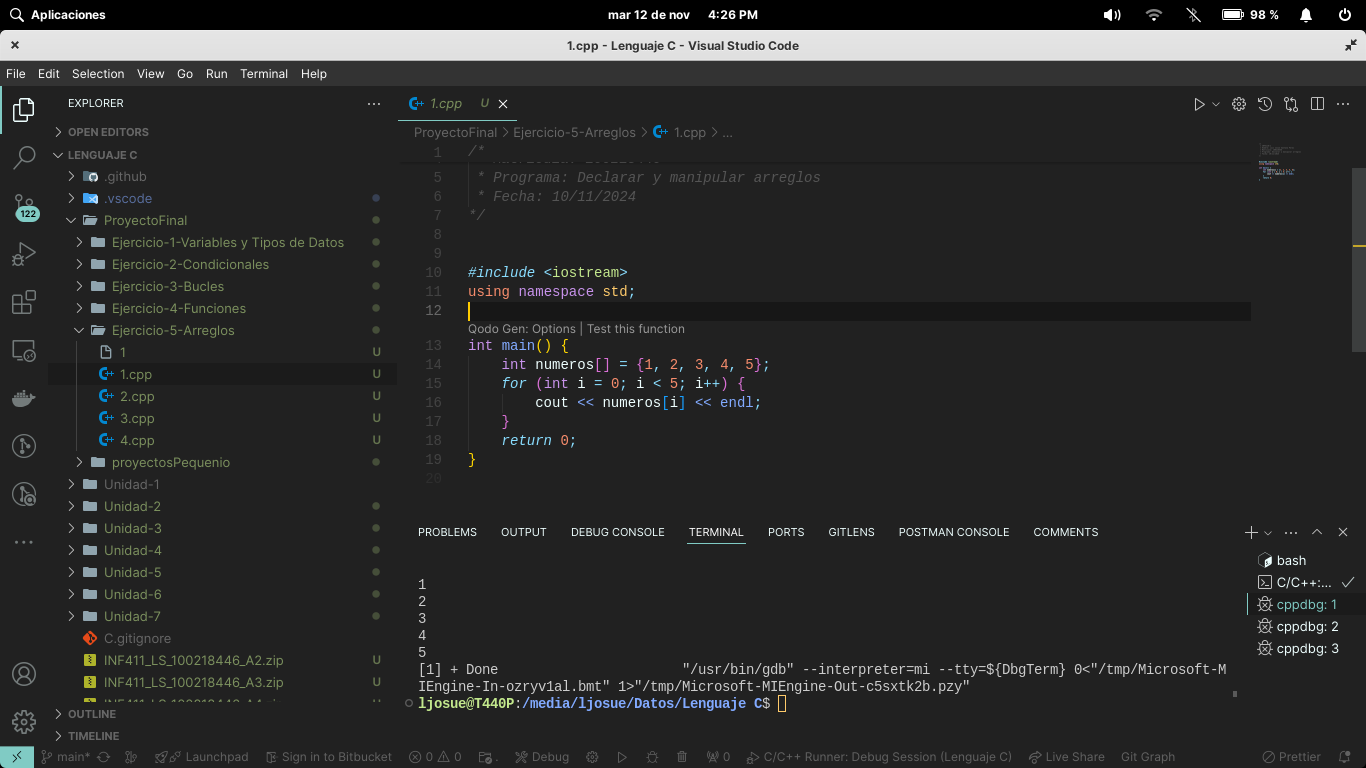 Aplicaciones
mar 12 de nov 4:26 PM
98 %
1.cpp - Lenguaje C - Visual Studio Code
File Edit Selection View Go Run Terminal Help
EXPLORER
OPEN EDITORS
LENGUAJE C
.github
.vscode
ProyectoFinal
Ejercicio-1-Variables y Tipos de Datos
Ejercicio-2-Condicionales
Ejercicio-3-Bucles
Ejercicio-4-Funciones
Ejercicio-5-Arreglos
1 U
1.cpp U
2.cpp U
3.cpp U
4.cpp U
proyectosPequenio
Unidad-1
Unidad-2
Unidad-3
Unidad-4
Unidad-5
Unidad-6
Unidad-7
C.gitignore
INF411_LS_100218446_A2.zip U
INF411_LS_100218446_A3.zip U
OUTLINE
TIMELINE
122
1.cpp U
ProyectoFinal > Ejercicio-5-Arreglos > 1.cpp > ...
1 /*
5 * Programa: Declarar y manipular arreglos
6 * Fecha: 10/11/2024
7 */
8
9
10 #include <iostream>
11 using namespace std;
12
Qodo Gen: Options | Test this function
13 int main() {
14 int numeros[] = {1, 2, 3, 4, 5};
15 for (int i = 0; i < 5; i++) {
16 cout << numeros[i] << endl;
17 }
18 return 0;
19 }
20
PROBLEMS OUTPUT DEBUG CONSOLE TERMINAL PORTS GITLENS POSTMAN CONSOLE COMMENTS
1
2
3
4
5
[1] + Done "/usr/bin/gdb" --interpreter=mi --tty=${DbgTerm} 0<"/tmp/Microsoft-M
IEngine-In-ozryv1al.bmt" 1>"/tmp/Microsoft-MIEngine-Out-c5sxtk2b.pzy"
ljosue@T440P:/media/ljosue/Datos/Lenguaje C$
bash
C/C++:...
cppdbg: 1
cppdbg: 2
cppdbg: 3
main* Launchpad Sign in to Bitbucket 0 0 . Debug 0 C/C++ Runner: Debug Session (Lenguaje C) Live Share Git Graph Prettier